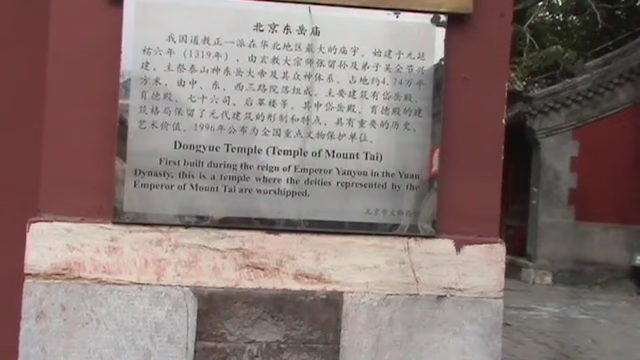 北京东岳庙
我国道教正一派在华北地区最大的庙宇。始建于元延
祐六年（1319年），由玄教大宗师张留孙及弟子吴全节兴
建，主祭泰山神东岳大帝及其众神体系。占地约4.74万平
方米，由中、东、西三路院落组成，主要建筑有岱岳殿、
育德殿、七十六司、后罩楼等。其中岱岳殿、育德殿的建
筑格局保留了元代建筑的形制和特点，具有重要的历史、
艺术价值。1996年公布为全国重点文物保护单位。
Dongyue Temple (Temple of Mount Tai)
First built during the reign of Emperor Yanyou in the Yuan
Dynasty, this is a temple where the deities represented by the
Emperor of Mount Tai are worshipped.
北京市文物局